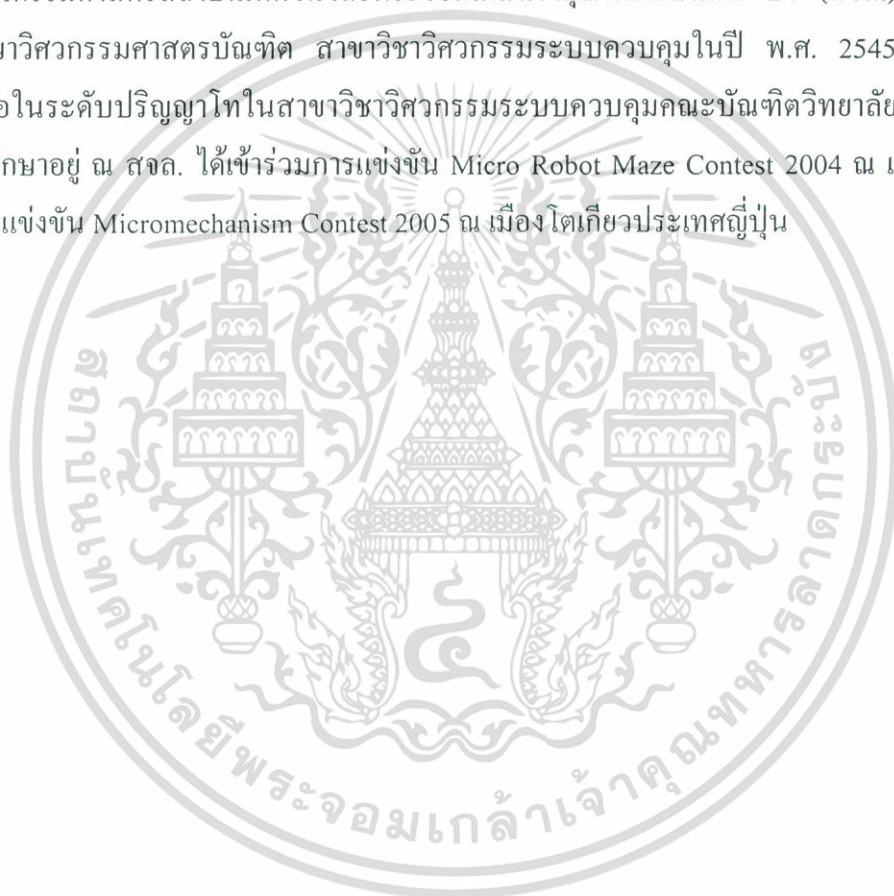 นาวิศวกรรมศาสตรบัณฑิต สาขาวิชาวิศวกรรมระบบควบคุมในปี พ.ศ. 2545
อในระดับปริญญาโทในสาขาวิชาวิศวกรรมระบบควบคุมคณะบัณฑิตวิทยาลัย
กษาอยู่ ณ สจล. ได้เข้าร่วมการแข่งขัน Micro Robot Maze Contest 2004 ณ เ
แข่งขัน Micromechanism Contest 2005 ณ เมืองโตเกียวประเทศญี่ปุ่น
สถาบันเทคโนโลยีพระจอมเกล้าเจ้าคุณทหารลาดกระบัง